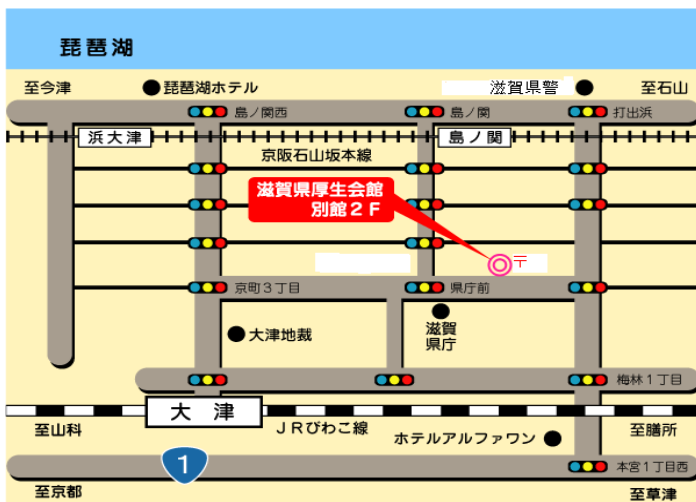 琵琶湖
至今津
琵琶湖ホテル
滋賀県警
至石山
島ノ関西
島ノ関
打出浜
浜大津
島ノ関
京阪石山坂本線
滋賀県厚生会館
別館2F
〒
京町3丁目
県庁前
大津地裁
滋賀
県庁
梅林1丁目
大津
至山科
JRびわこ線
ホテルアルファワン
至膳所
1
本宮1丁目西
至京都
至草津